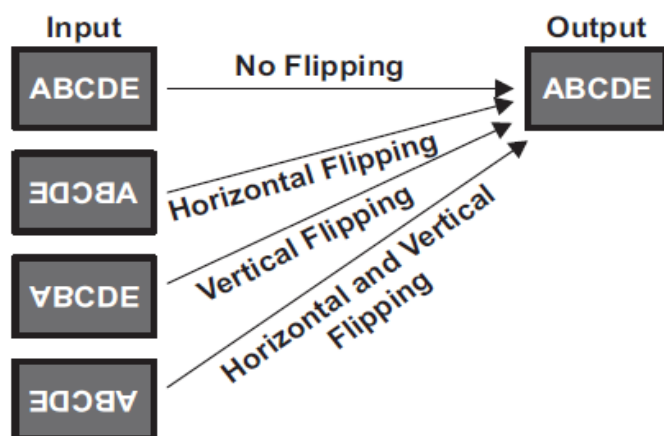 Input
Output
ABCDE
No Flipping
ABCDE
ABCDE
Horizontal Flipping
ABCDE
Vertical Flipping
ABCDE
Horizontal and Vertical
Flipping